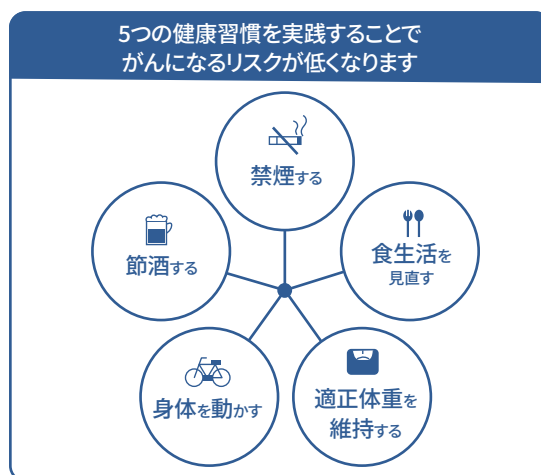 5つの健康習慣を実践することで
がんになるリスクが低くなります
禁煙する
食生活を
見直す
適正体重を
維持する
身体を動かす
節酒する